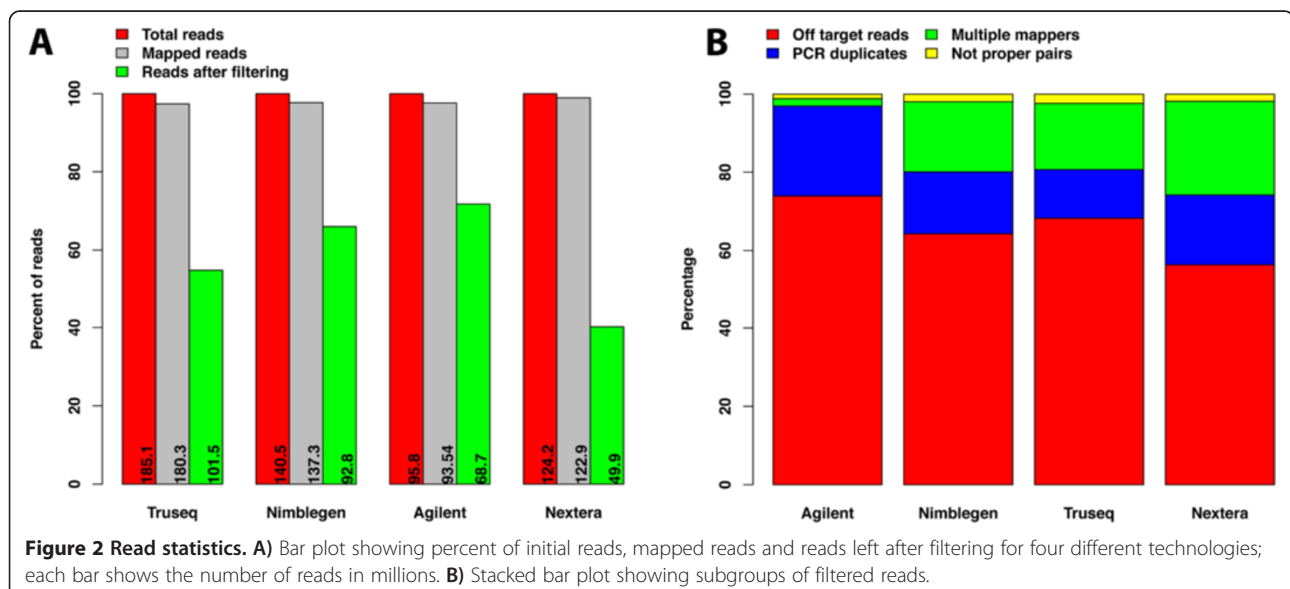 A
Total reads
Mapped reads
Reads after filtering
Percent of reads
100
80
60
40
20
0
185.1
180.3
101.5
140.5
137.3
92.8
95.8
93.54
68.7
124.2
122.9
49.9
Truseq
Nimblegen
Agilent
Nextera
B
Off target reads
PCR duplicates
Multiple mappers
Not proper pairs
Percentage
100
80
60
40
20
0
Agilent
Nimblegen
Truseq
Nextera
Figure 2 Read statistics. A) Bar plot showing percent of initial reads, mapped reads and reads left after filtering for four different technologies;
each bar shows the number of reads in millions. B) Stacked bar plot showing subgroups of filtered reads.